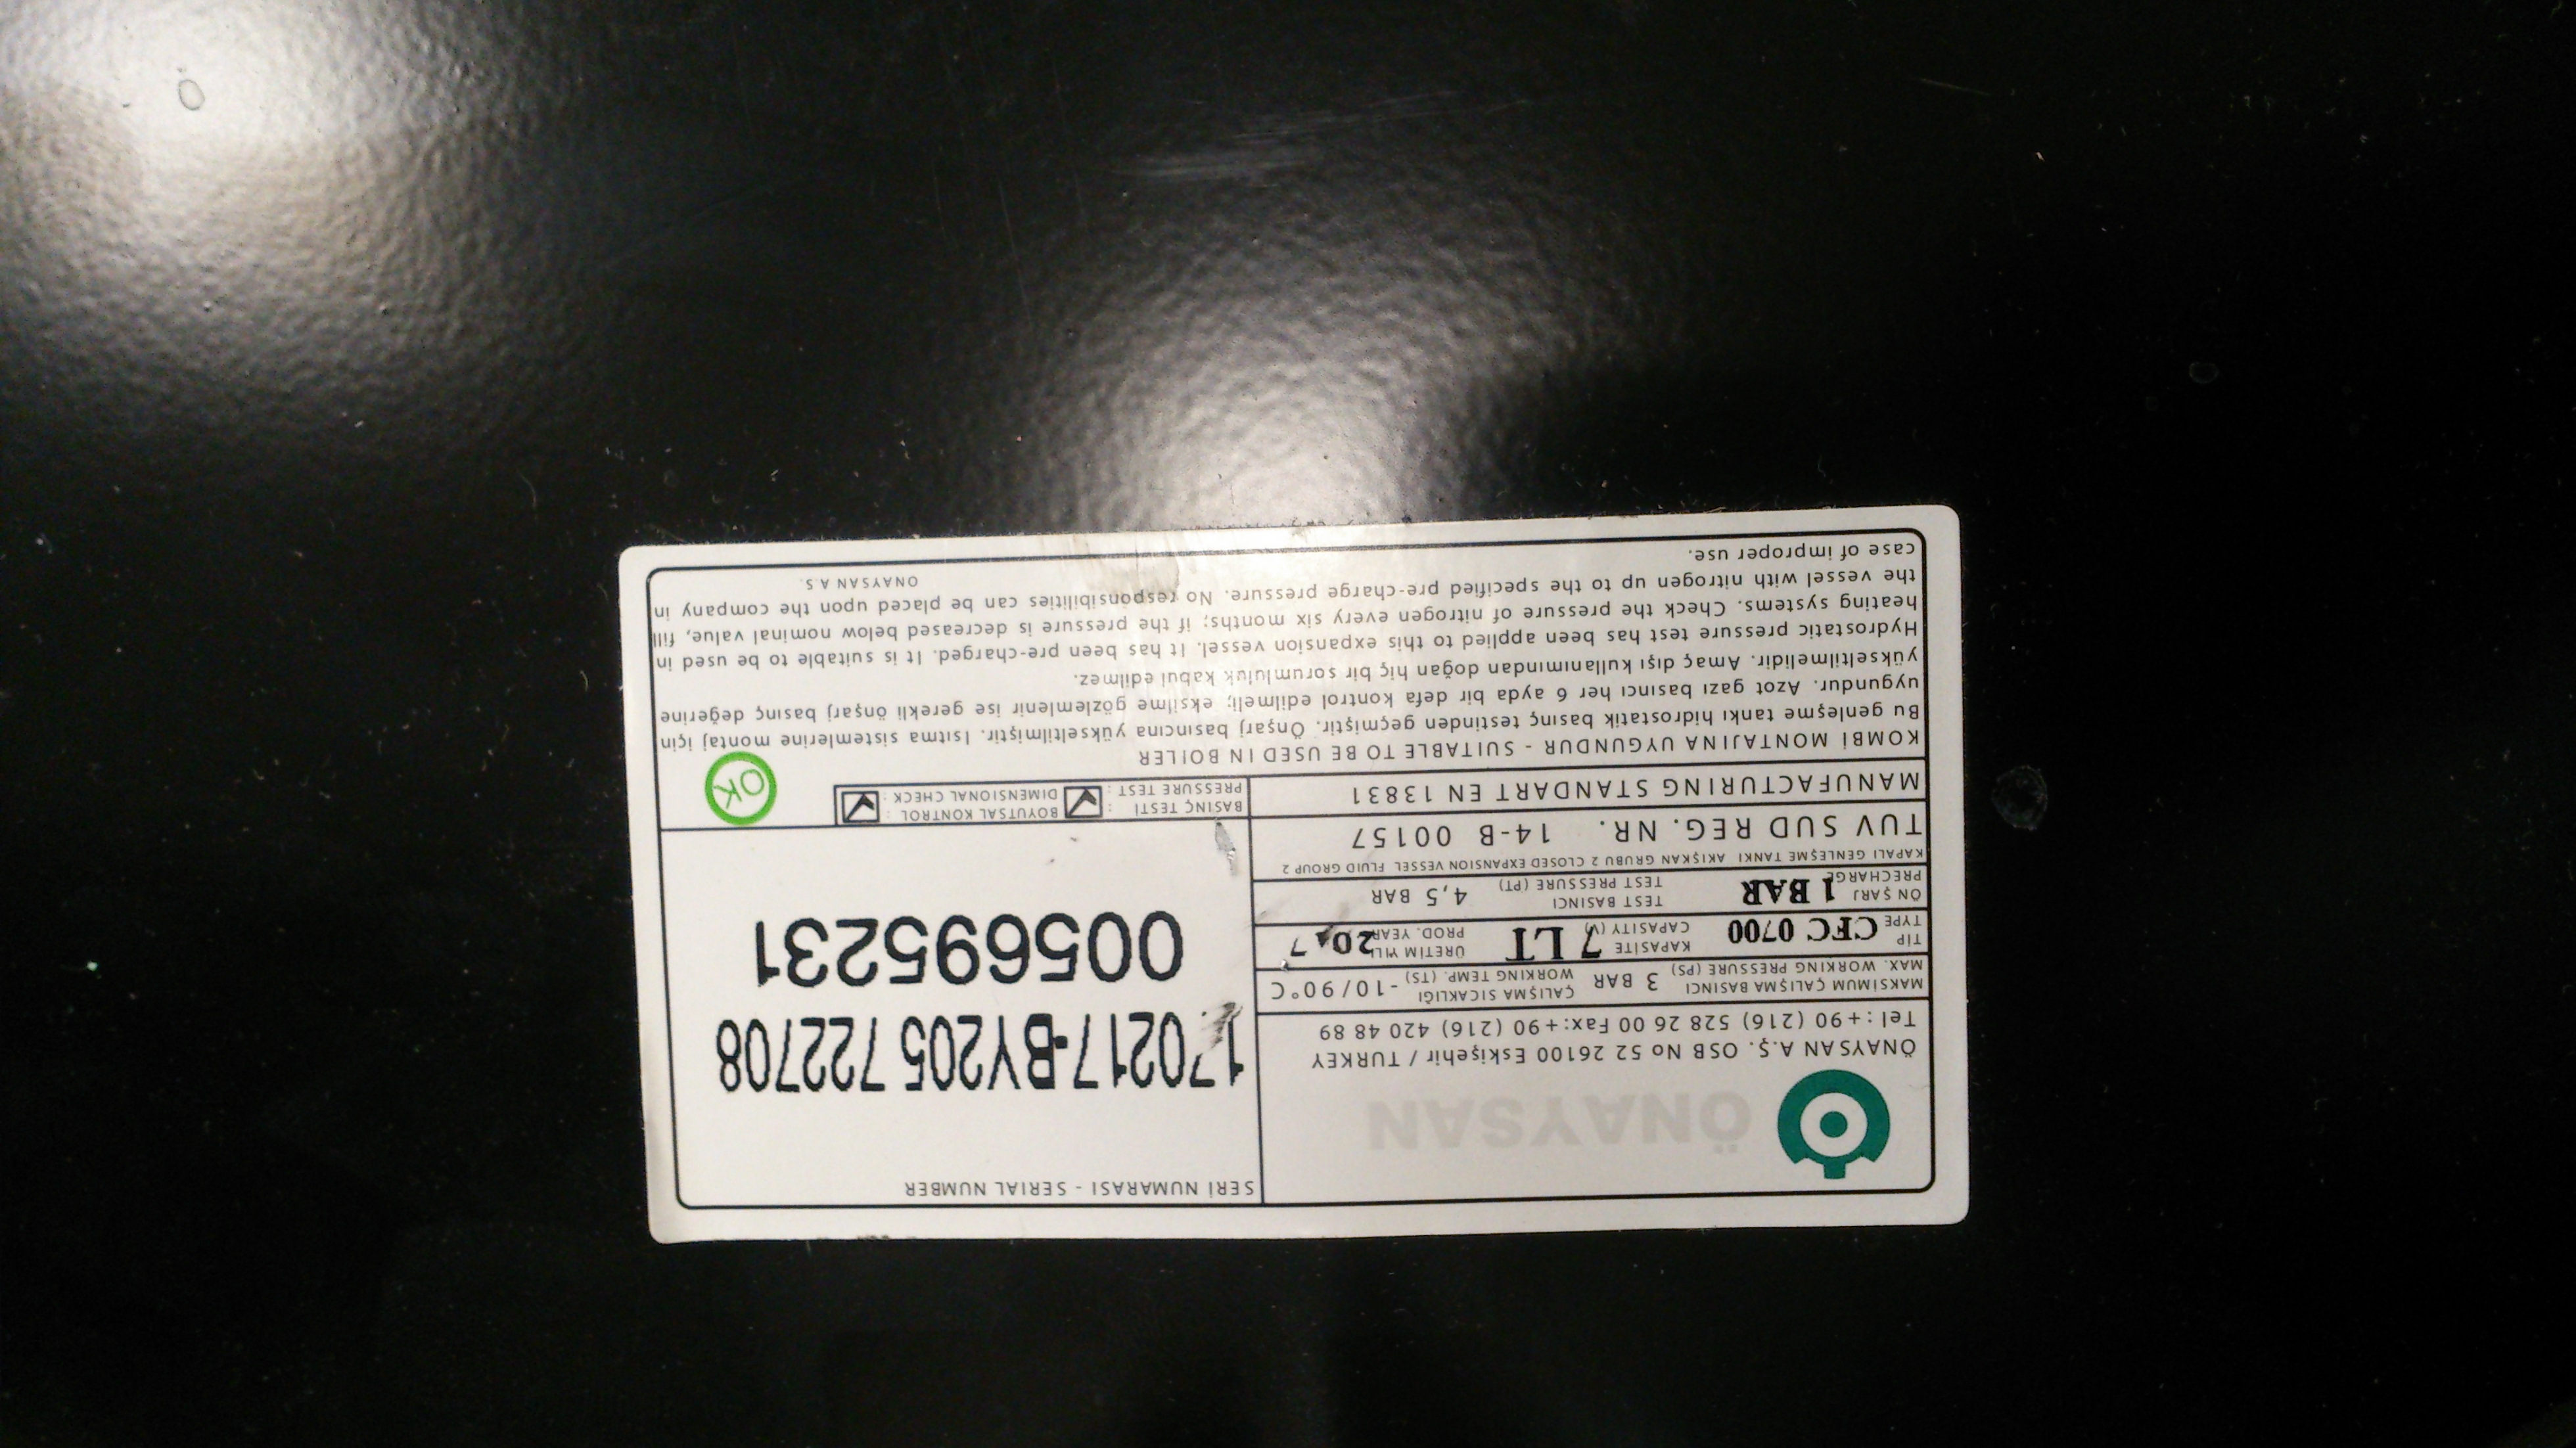 ÖNAYSAN
ÖNAYSAN A.Ş. OSB No 52 26100 Eskişehir / TURKEY
Tel : +90 (216) 528 26 00 Fax: +90 (216) 420 48 89
MAKSİMUM ÇALIŞMA BASINCI
MAX. WORKING PRESSURE (PS)
3 BAR
ÇALIŞMA SICAKLIĞI
WORKING TEMP. (TS)
-10/90°C
TİP
TYPE
CFC 0700
KAPASİTE
CAPASITY (V)
7 LT
ÜRETİM YILI
PROD. YEAR
ÖN ŞARJ
PRECHARGE
1 BAR
TEST BASINCI
TEST PRESSURE (PT)
4,5 BAR
KAPALI GENLEŞME TANKI AKIŞKAN GRUBU 2 CLOSED EXPANSION VESSEL FLUID GROUP 2
TUV SUD REG. NR. 14-B 00157
MANUFACTURING STANDART EN 13831
SERİ NUMARASI - SERIAL NUMBER
170217-BY205 722708
005695231
BASINÇ TESTİ :
PRESSURE TEST :
BOYUTSAL KONTROL :
DIMENSIONAL CHECK :
OK
KOMBİ MONTAJINA UYGUNDUR - SUITABLE TO BE USED IN BOILER
Bu genleşme tankı hidrostatik basınç testinden geçmiştir. Önşarj basıncına yükseltilmiştir. Isıtma sistemlerine montaj için
uygundur. Azot gazı basıncı her 6 ayda bir defa kontrol edilmeli; eksilme gözlemlenir ise gerekli önşarj basınç değerine
yükseltilmelidir. Amaç dışı kullanımından doğan hiç bir sorumluluk kabul edilmez.
Hydrostatic pressure test has been applied to this expansion vessel. It has been pre-charged. It is suitable to be used in
heating systems. Check the pressure of nitrogen every six months; if the pressure is decreased below nominal value, fill
the vessel with nitrogen up to the specified pre-charge pressure. No responsibilities can be placed upon the company in
case of improper use.
ONAYSAN A.S.